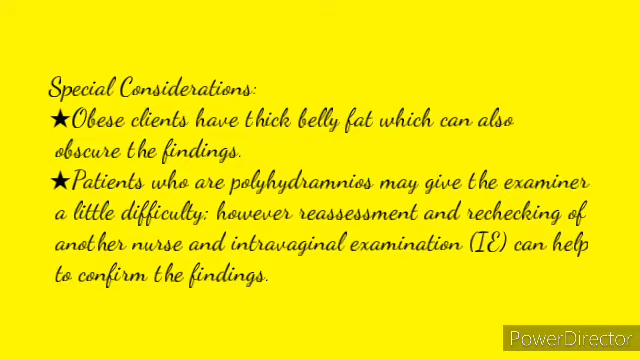 Special Considerations:
★Obese clients have thick belly fat which can also
obscure the findings.
★Patients who are polyhydramnios may give the examiner
a little difficulty; however reassessment and rechecking of
another nurse and intravaginal examination (IE) can help
to confirm the findings.
PowerDirector